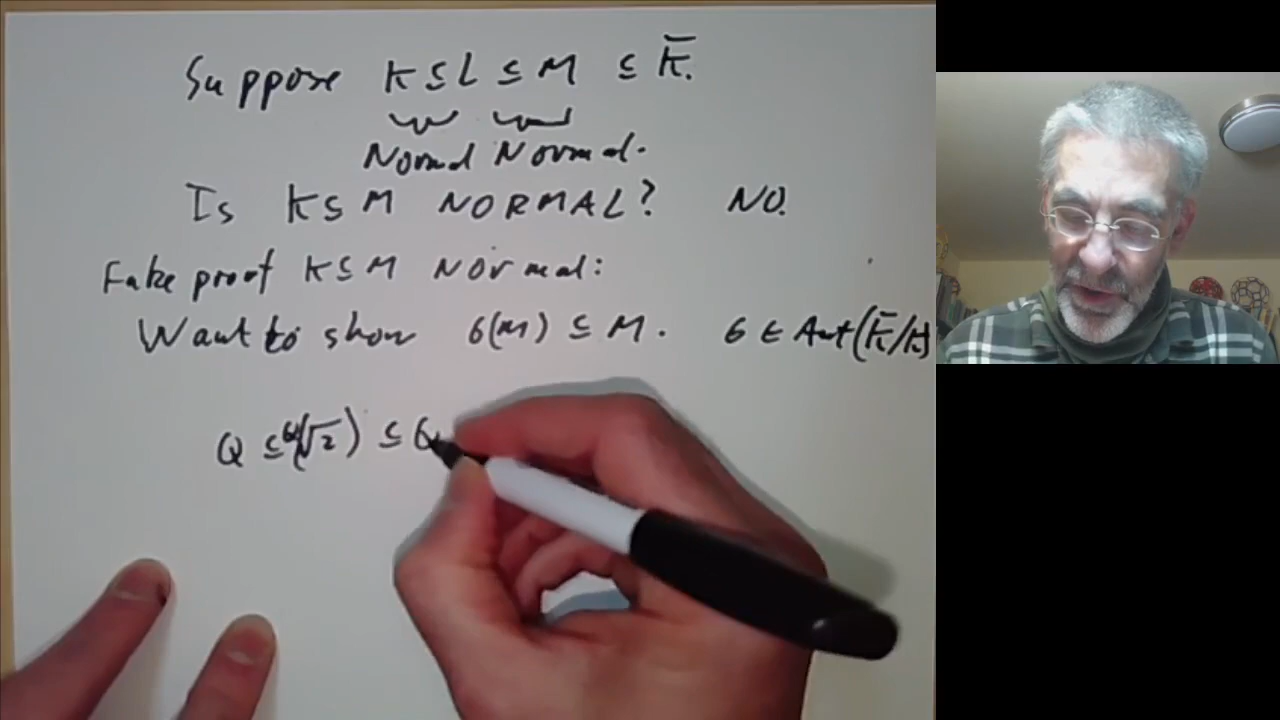 Suppose K ⊆ L ⊆ M ⊆ K̄.
Normal Normal.
Is K ⊆ M NORMAL? NO.
Fake proof K ⊆ M Normal:
Want to show σ(M) ⊆ M. σ ∈ Aut(K̄/K)
Q ⊆ Q(√2) ⊆ Q